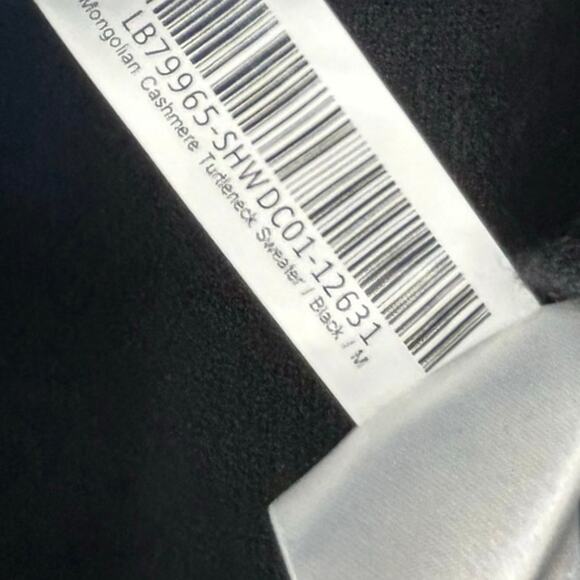 LB79965-SHWDC01-12631
Mongolian Cashmere Turtleneck Sweater / Black / M